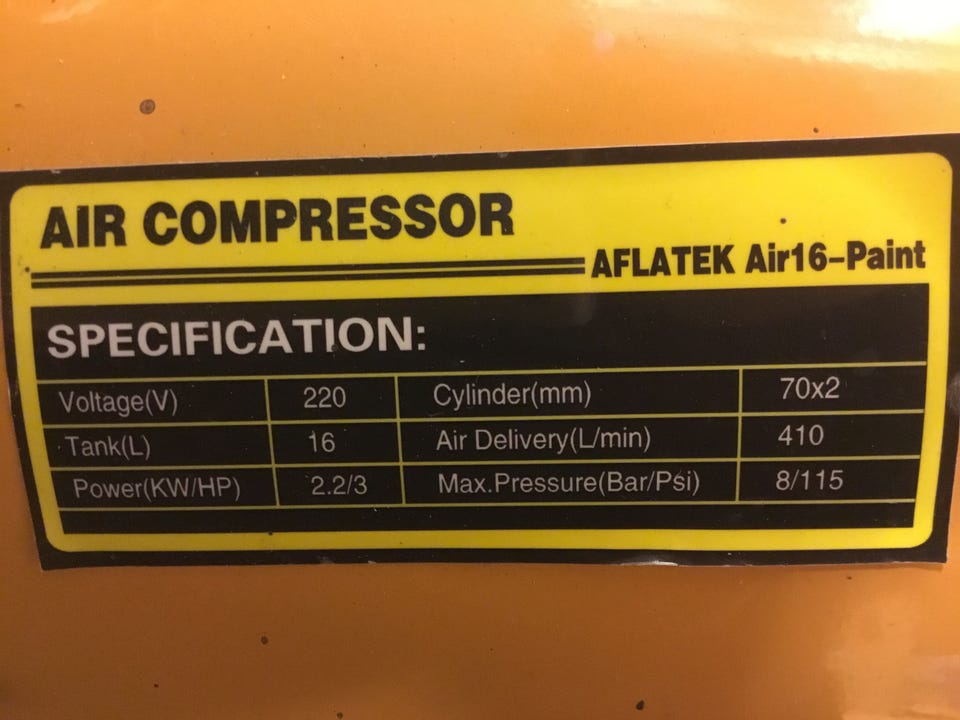 AIR COMPRESSOR
AFLATEK Air16-Paint
SPECIFICATION:
Voltage(V) 220 Cylinder(mm) 70x2
Tank(L) 16 Air Delivery(L/min) 410
Power(KW/HP) 2.2/3 Max.Pressure(Bar/Psi) 8/115